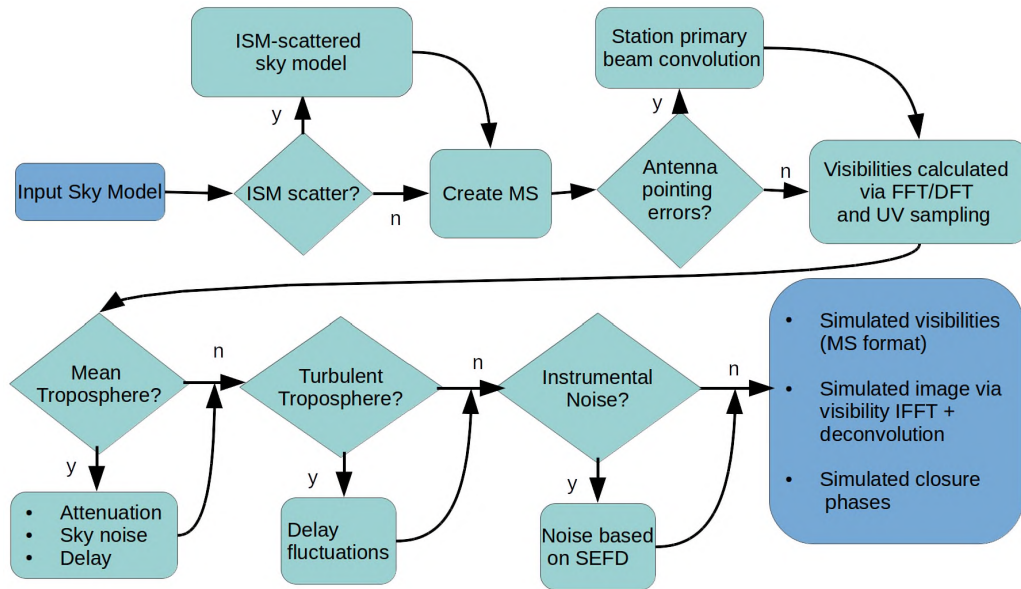 ISM-scattered
sky model
Station primary
beam convolution
y
y
Input Sky Model
ISM scatter?
n
Create MS
Antenna
pointing
errors?
n
Visibilities calculated
via FFT/DFT
and UV sampling
Mean
Troposphere?
n
Turbulent
Troposphere?
n
Instrumental
Noise?
n
y
y
y
• Attenuation
• Sky noise
• Delay
Delay
fluctuations
Noise based
on SEFD
• Simulated visibilities
(MS format)
• Simulated image via
visibility IFFT +
deconvolution
• Simulated closure
phases